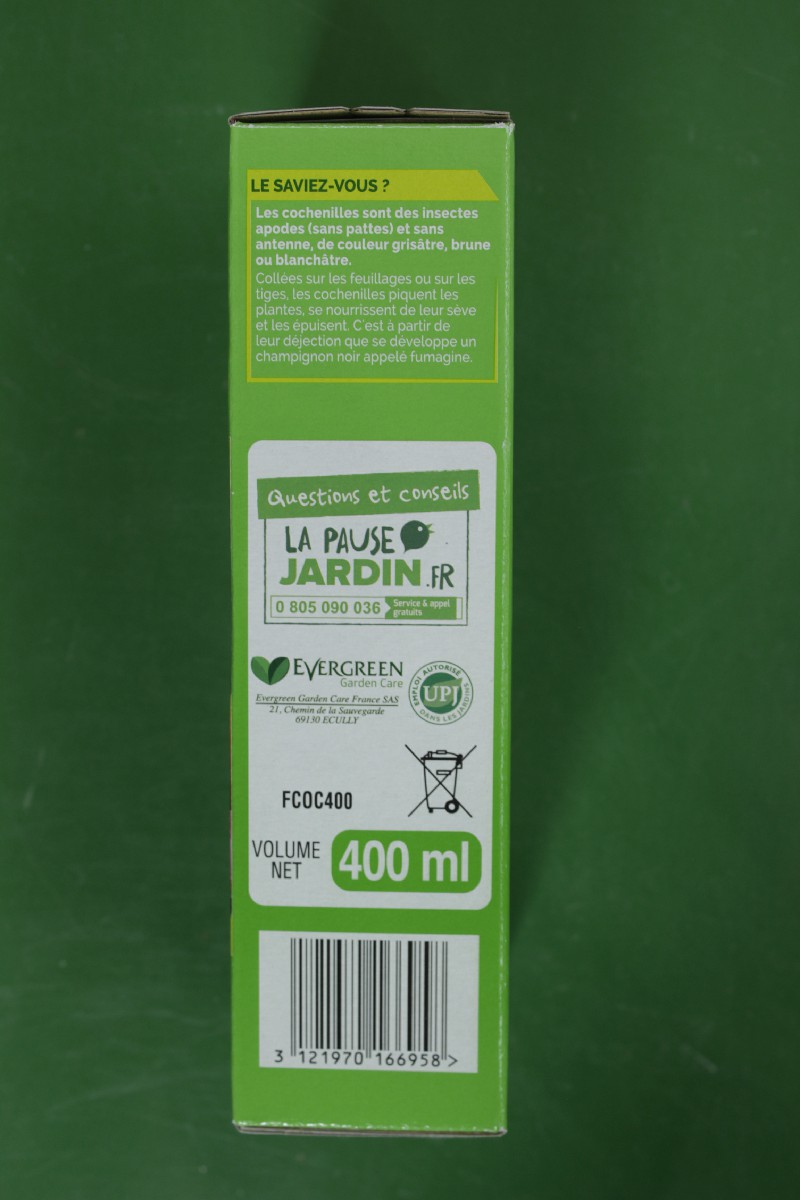 LE SAVIEZ-VOUS ?
Les cochenilles sont des insectes
apodes (sans pattes) et sans
antenne, de couleur grisâtre, brune
ou blanchâtre.
Collées sur les feuillages ou sur les
tiges, les cochenilles piquent les
plantes, se nourrissent de leur sève
et les épuisent. C'est à partir de
leur déjection que se développe un
champignon noir appelé fumagine.
Questions et conseils
LA PAUSE
JARDIN.FR
0 805 090 036 Service & appel
gratuits
EVERGREEN
Garden Care
Evergreen Garden Care France SAS
21, Chemin de la Sauvegarde
69130 ECULLY
EMPLOI AUTORISÉ
UPJ
DANS LES JARDINS
FCOC400
VOLUME
NET
400 ml
3 121970 166958 >